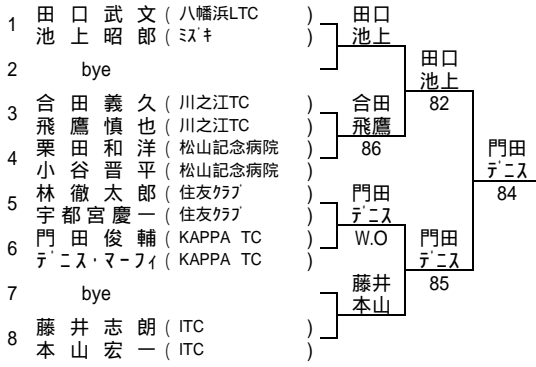 1 田口武文 ( 八幡浜LTC )
池上昭郎 ( ミズキ )
2 bye
3 合田義久 ( 川之江TC )
飛鷹慎也 ( 川之江TC )
4 栗田和洋 ( 松山記念病院 )
小谷晋平 ( 松山記念病院 )
5 林徹太郎 ( 住友クラブ )
宇都宮慶一 ( 住友クラブ )
6 門田俊輔 ( KAPPA TC )
デニス・マーフィ ( KAPPA TC )
7 bye
8 藤井志朗 ( ITC )
本山宏一 ( ITC )
田口
池上
合田
飛鷹
86
門田
デニス
W.O
藤井
本山
田口
池上
82
門田
デニス
85
門田
デニス
84